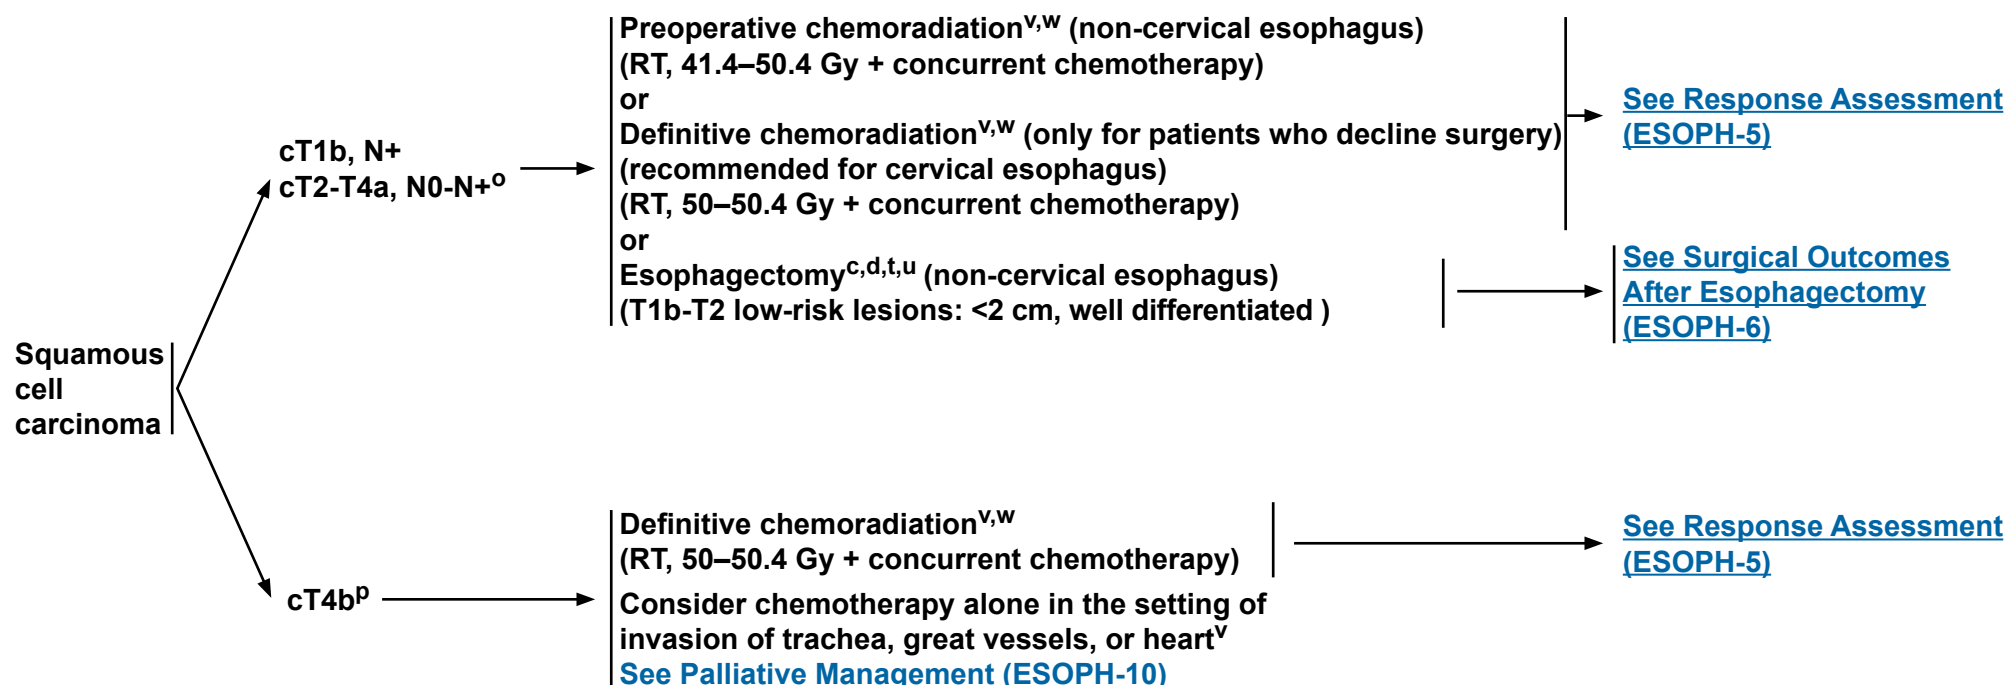 Squamous
cell
carcinoma
cT1b, N+
cT2-T4a, N0-N+o
Preoperative chemoradiationv,w (non-cervical esophagus)
(RT, 41.4–50.4 Gy + concurrent chemotherapy)
or
Definitive chemoradiationv,w (only for patients who decline surgery)
(recommended for cervical esophagus)
(RT, 50–50.4 Gy + concurrent chemotherapy)
or
Esophagectomyc,d,t,u (non-cervical esophagus)
(T1b-T2 low-risk lesions: <2 cm, well differentiated )
See Response Assessment
(ESOPH-5)
See Surgical Outcomes
After Esophagectomy
(ESOPH-6)
cT4bp
Definitive chemoradiationv,w
(RT, 50–50.4 Gy + concurrent chemotherapy)
Consider chemotherapy alone in the setting of
invasion of trachea, great vessels, or heartv
See Palliative Management (ESOPH-10)
See Response Assessment
(ESOPH-5)